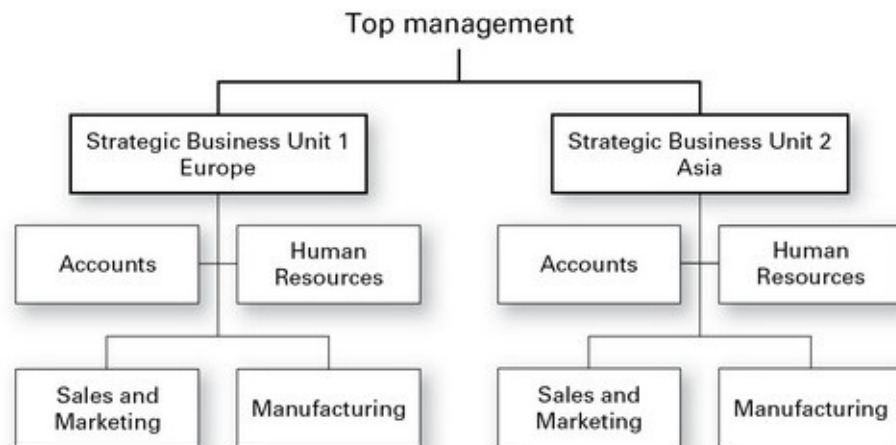 Top management
Strategic Business Unit 1
Europe
Strategic Business Unit 2
Asia
Accounts
Human
Resources
Accounts
Human
Resources
Sales and
Marketing
Manufacturing
Sales and
Marketing
Manufacturing